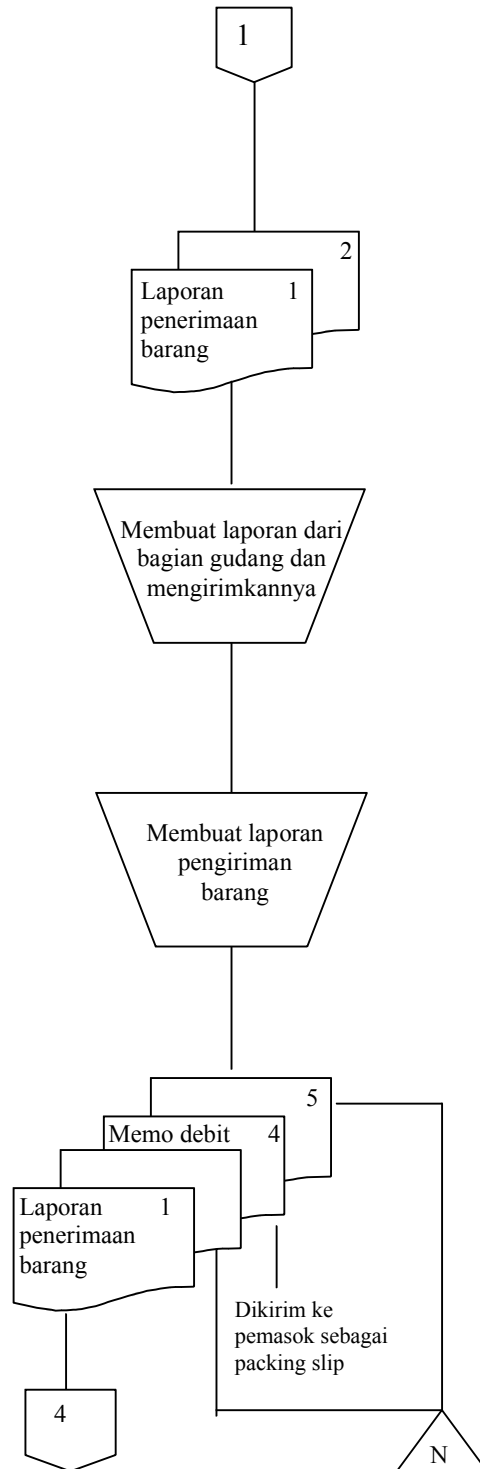 1
2
Laporan 1
penerimaan
barang
Membuat laporan dari
bagian gudang dan
mengirimkannya
Membuat laporan
pengiriman
barang
5
Memo debit 4
Laporan 1
penerimaan
barang
Dikirim ke
pemasok sebagai
packing slip
4
N